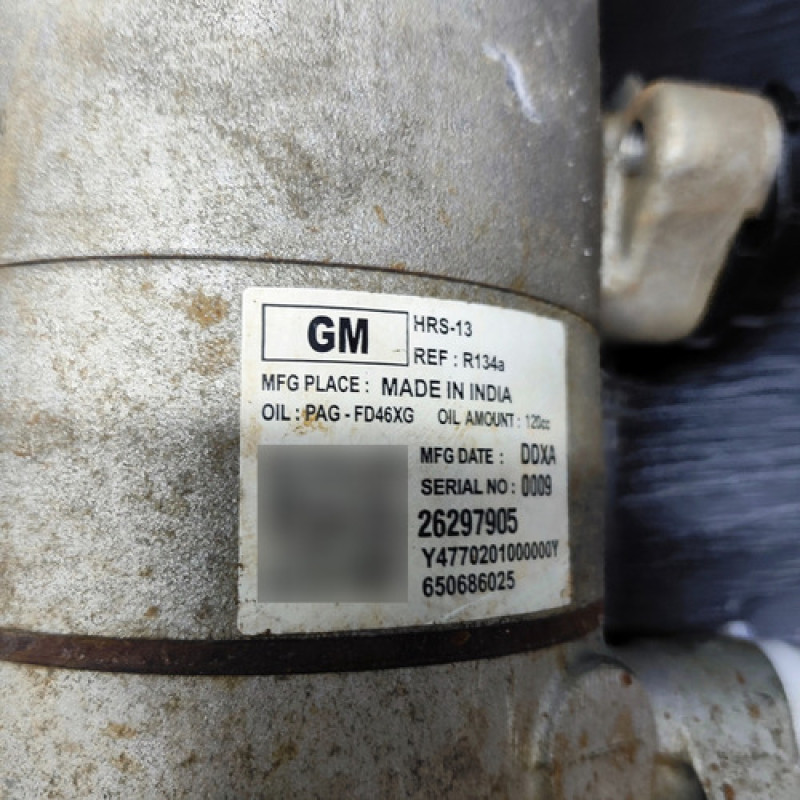 GM
HRS-13
REF : R134a
MFG PLACE : MADE IN INDIA
OIL : PAG - FD46XG OIL AMOUNT : 120cc
MFG DATE : DDXA
SERIAL NO : 0009
26297905
Y4770201000000Y
650686025